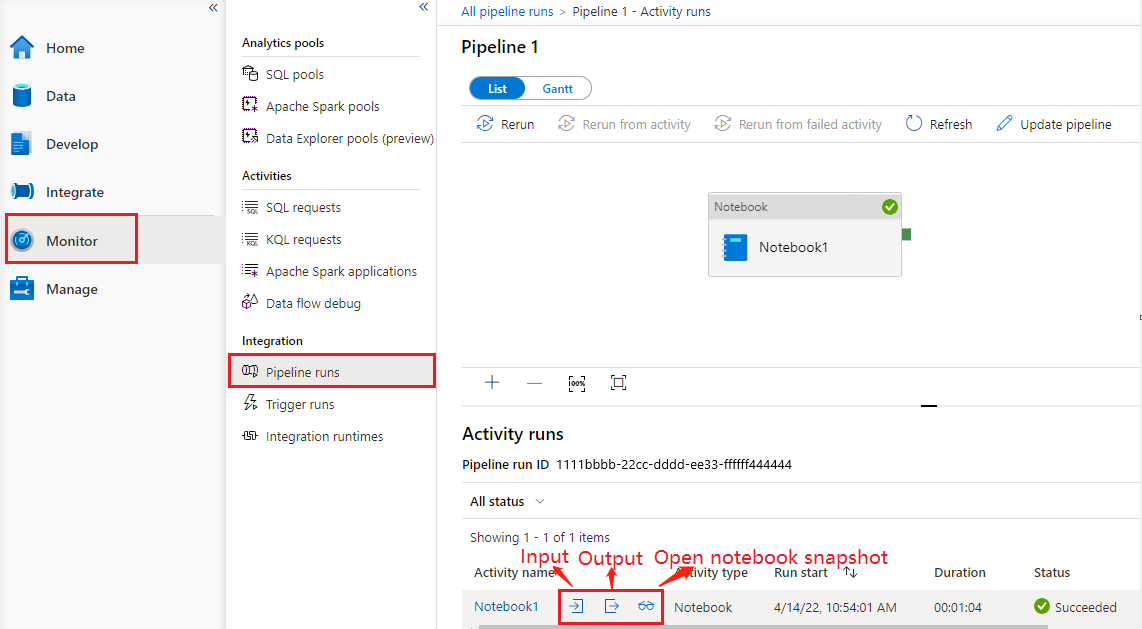 Home
Data
Develop
Integrate
Monitor
Manage
Analytics pools
SQL pools
Apache Spark pools
Data Explorer pools (preview)
Activities
SQL requests
KQL requests
Apache Spark applications
Data flow debug
Integration
Pipeline runs
Trigger runs
Integration runtimes
All pipeline runs > Pipeline 1 - Activity runs
Pipeline 1
List Gantt
Rerun Rerun from activity Rerun from failed activity Refresh Update pipeline
Notebook
Notebook1
100%
Activity runs
Pipeline run ID 1111bbbb-22cc-dddd-ee33-ffffff444444
All status
Showing 1 - 1 of 1 items
Input Output Open notebook snapshot
Activity name Activity type Run start Duration Status
Notebook1 Notebook 4/14/22, 10:54:01 AM 00:01:04 Succeeded